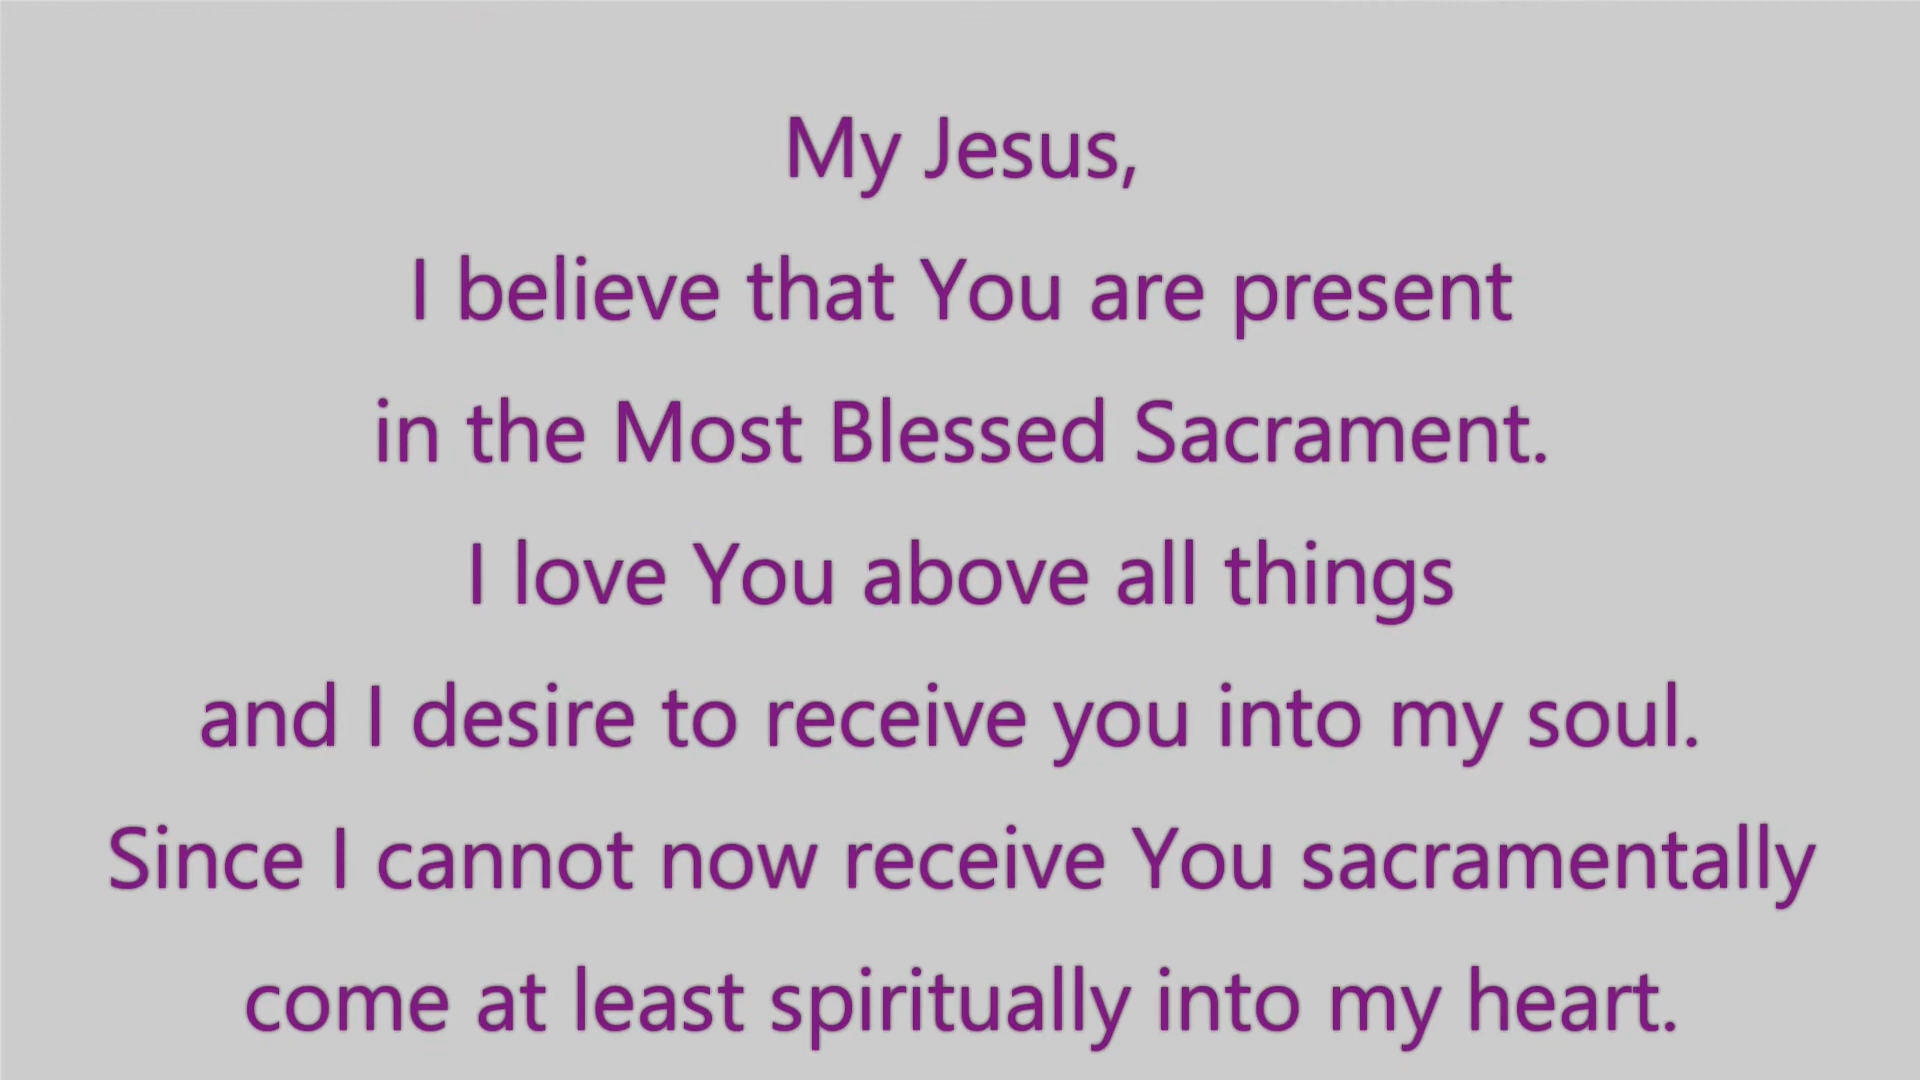 My Jesus,
I believe that You are present
in the Most Blessed Sacrament.
I love You above all things
and I desire to receive you into my soul.
Since I cannot now receive You sacramentally
come at least spiritually into my heart.